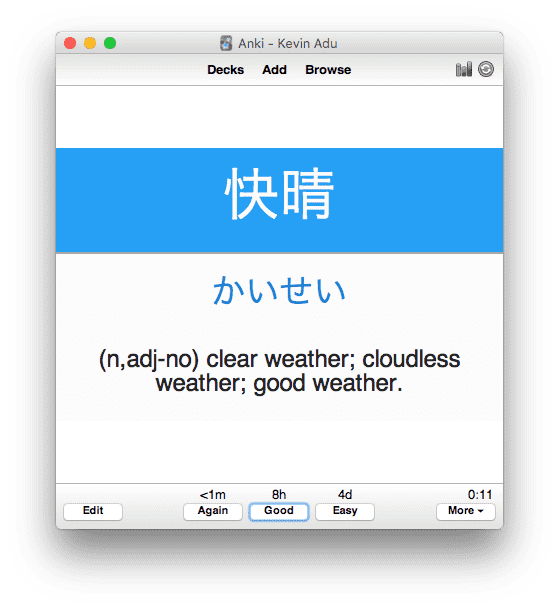 Anki - Kevin Adu
Decks Add Browse
快晴
かいせい
(n,adj-no) clear weather; cloudless
weather; good weather.
<1m 8h 4d 0:11
Edit Again Good Easy More